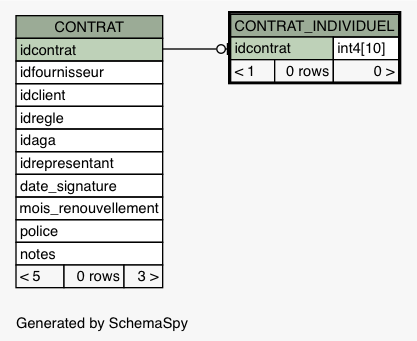 CONTRAT
idcontrat
idfournisseur
idclient
idregle
idaga
idrepresentant
date_signature
mois_renouvellement
police
notes
< 5 0 rows 3 >
CONTRAT_INDIVIDUEL
idcontrat int4[10]
< 1 0 rows 0 >
Generated by SchemaSpy